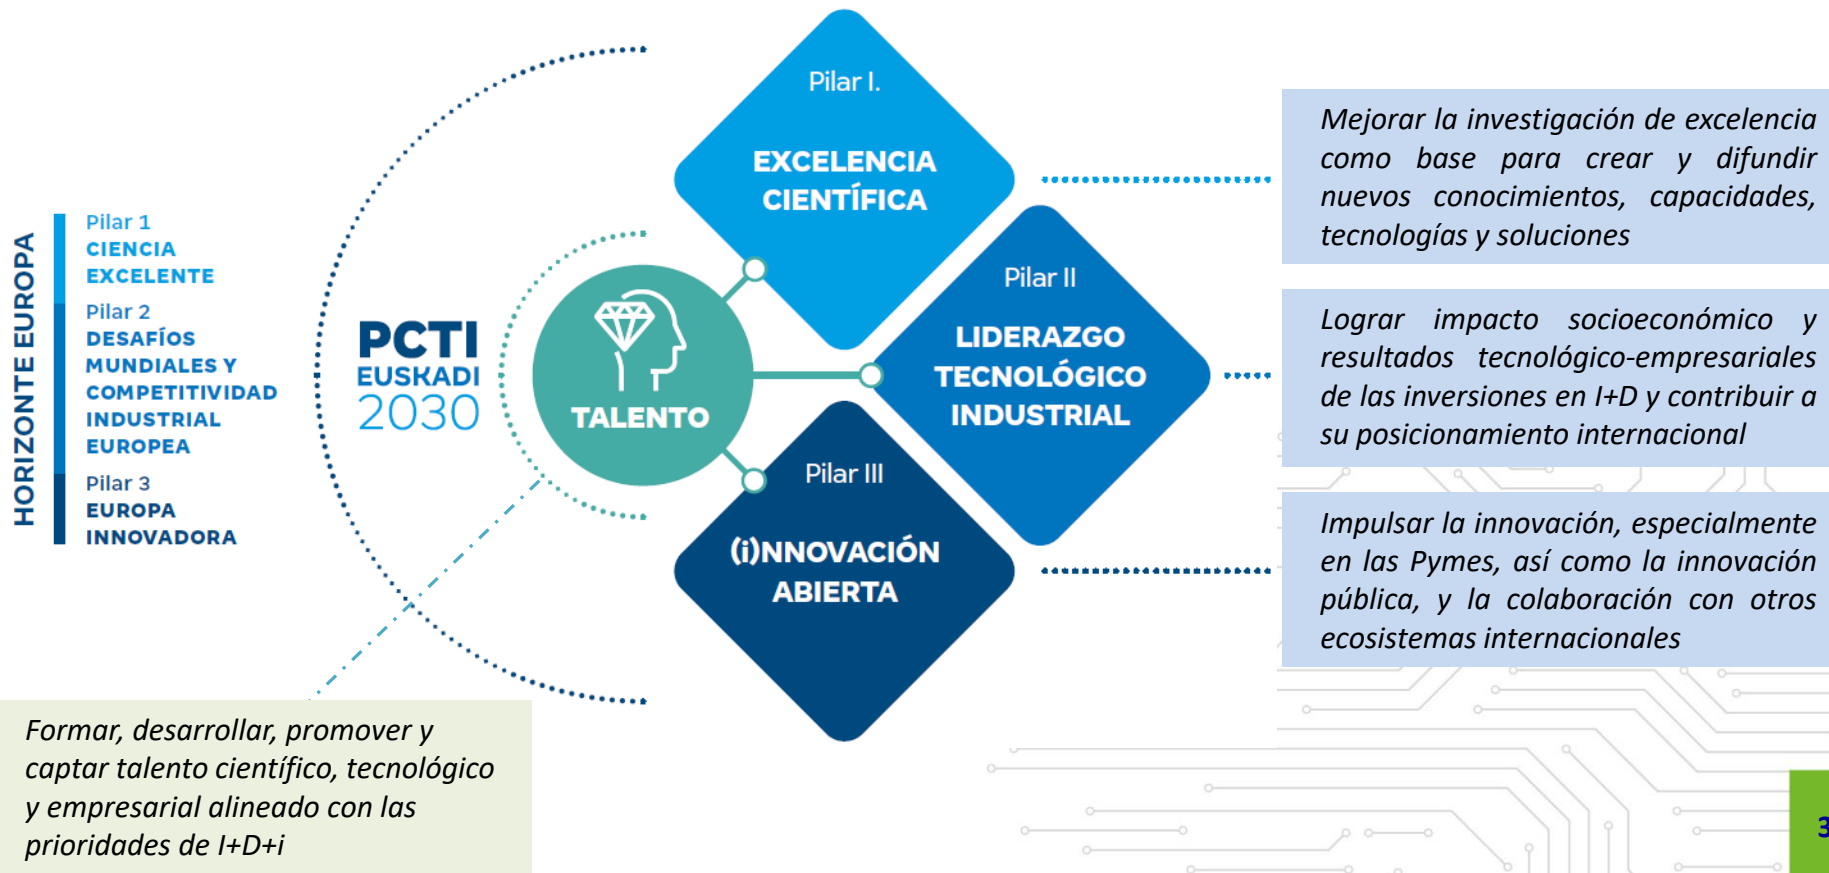 HORIZONTE EUROPA
Pilar 1
CIENCIA
EXCELENTE
Pilar 2
DESAFÍOS
MUNDIALES Y
COMPETITIVIDAD
INDUSTRIAL
EUROPEA
Pilar 3
EUROPA
INNOVADORA
PCTI
EUSKADI
2030
TALENTO
Pilar I.
EXCELENCIA
CIENTÍFICA
Pilar II
LIDERAZGO
TECNOLÓGICO
INDUSTRIAL
Pilar III
(i)NNOVACIÓN
ABIERTA
Mejorar la investigación de excelencia
como base para crear y difundir
nuevos conocimientos, capacidades,
tecnologías y soluciones
Lograr impacto socioeconómico y
resultados tecnológico-empresariales
de las inversiones en I+D y contribuir a
su posicionamiento internacional
Impulsar la innovación, especialmente
en las Pymes, así como la innovación
pública, y la colaboración con otros
ecosistemas internacionales
Formar, desarrollar, promover y
captar talento científico, tecnológico
y empresarial alineado con las
prioridades de I+D+i
3